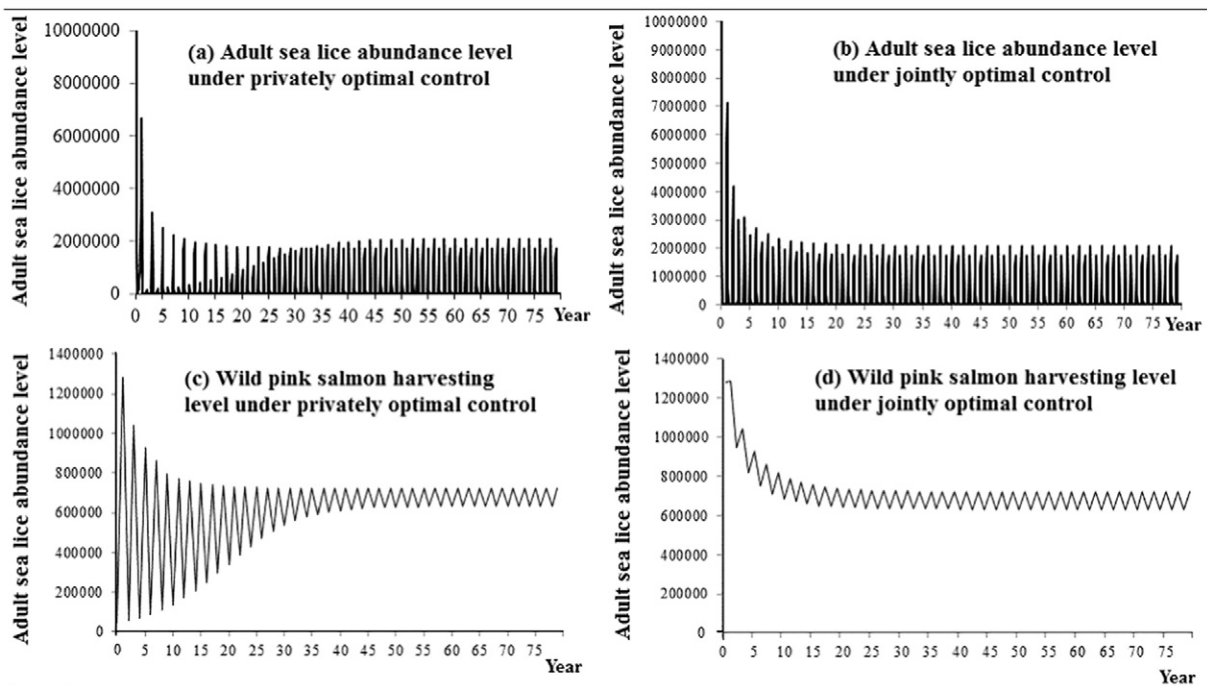 (a) Adult sea lice abundance level
under privately optimal control
Adult sea lice abundance level
10000000
8000000
6000000
4000000
2000000
0
0 5 10 15 20 25 30 35 40 45 50 55 60 65 70 75 Year
(b) Adult sea lice abundance level
under jointly optimal control
Adult sea lice abundance level
10000000
9000000
8000000
7000000
6000000
5000000
4000000
3000000
2000000
1000000
0
0 5 10 15 20 25 30 35 40 45 50 55 60 65 70 75 Year
(c) Wild pink salmon harvesting
level under privately optimal control
Adult sea lice abundance level
1400000
1200000
1000000
800000
600000
400000
200000
0
0 5 10 15 20 25 30 35 40 45 50 55 60 65 70 75
Year
(d) Wild pink salmon harvesting level
under jointly optimal control
Adult sea lice abundance level
1400000
1200000
1000000
800000
600000
400000
200000
0
0 5 10 15 20 25 30 35 40 45 50 55 60 65 70 75
Year